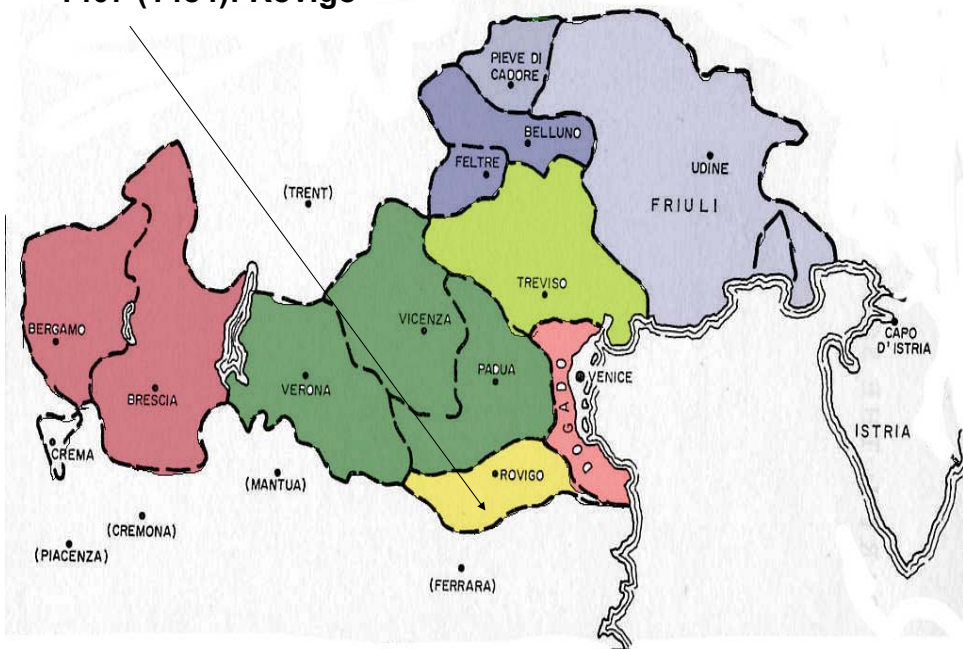 Rovigo
PIEVE DI
CADORE
BELLUNO
FELTRE
UDINE
(TRENT)
FRIULI
TREVISO
BERGAMO
VICENZA
CAPO
D'ISTRIA
VERONA
PADUA
VENICE
BRESCIA
DOGADO
ISTRIA
CREMA
(MANTUA)
ROVIGO
(CREMONA)
(PIACENZA)
(FERRARA)